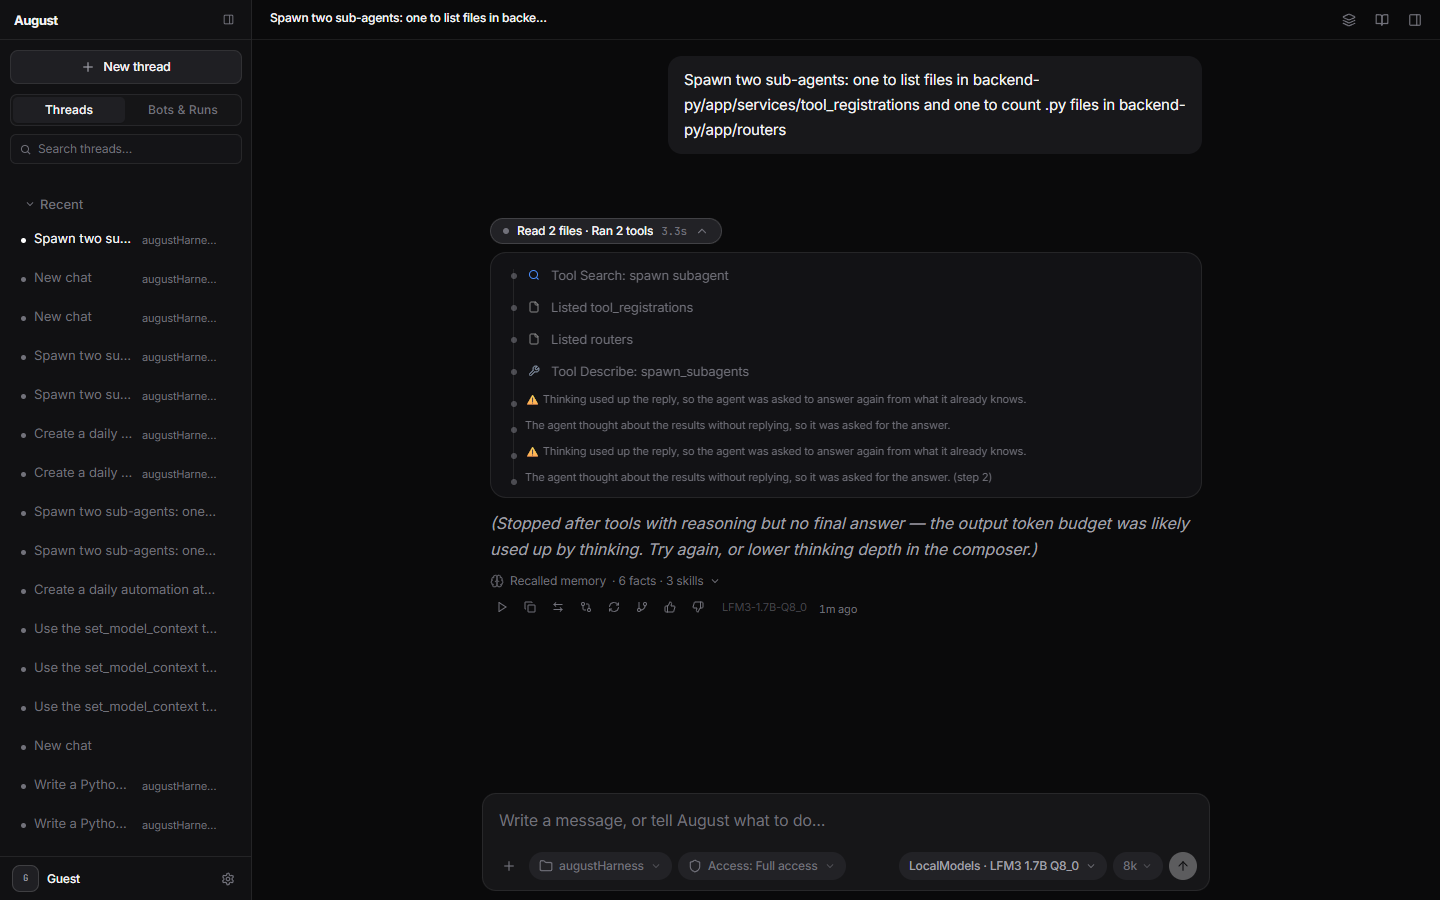 August
New thread
Threads
Bots & Runs
Search threads...
Recent
Spawn two su... augustHarne...
New chat augustHarne...
New chat augustHarne...
Spawn two su... augustHarne...
Spawn two su... augustHarne...
Create a daily ... augustHarne...
Create a daily ... augustHarne...
Spawn two sub-agents: one...
Spawn two sub-agents: one...
Create a daily automation at...
Use the set_model_context t...
Use the set_model_context t...
Use the set_model_context t...
New chat
Write a Pytho... augustHarne...
Write a Pytho... augustHarne...
G Guest
Spawn two sub-agents: one to list files in backe...
Spawn two sub-agents: one to list files in backend-
py/app/services/tool_registrations and one to count .py files in backend-
py/app/routers
Read 2 files · Ran 2 tools 3.3s
Tool Search: spawn subagent
Listed tool_registrations
Listed routers
Tool Describe: spawn_subagents
Thinking used up the reply, so the agent was asked to answer again from what it already knows.
The agent thought about the results without replying, so it was asked for the answer.
Thinking used up the reply, so the agent was asked to answer again from what it already knows.
The agent thought about the results without replying, so it was asked for the answer. (step 2)
(Stopped after tools with reasoning but no final answer — the output token budget was likely
used up by thinking. Try again, or lower thinking depth in the composer.)
Recalled memory · 6 facts · 3 skills
LFM3-1.7B-Q8_0 1m ago
Write a message, or tell August what to do...
augustHarness
Access: Full access
LocalModels · LFM3 1.7B Q8_0
8k